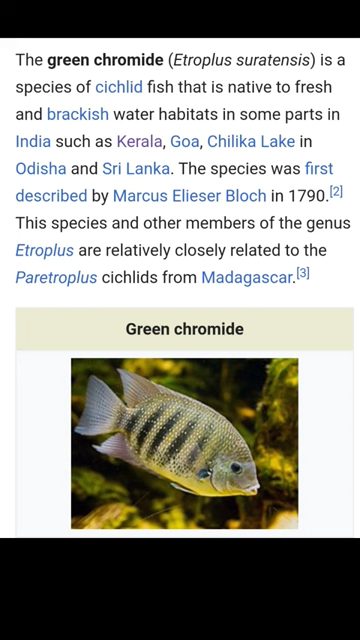 The green chromide (Etroplus suratensis) is a
species of cichlid fish that is native to fresh
and brackish water habitats in some parts in
India such as Kerala, Goa, Chilika Lake in
Odisha and Sri Lanka. The species was first
described by Marcus Elieser Bloch in 1790.[2]
This species and other members of the genus
Etroplus are relatively closely related to the
Paretroplus cichlids from Madagascar.[3]
Green chromide